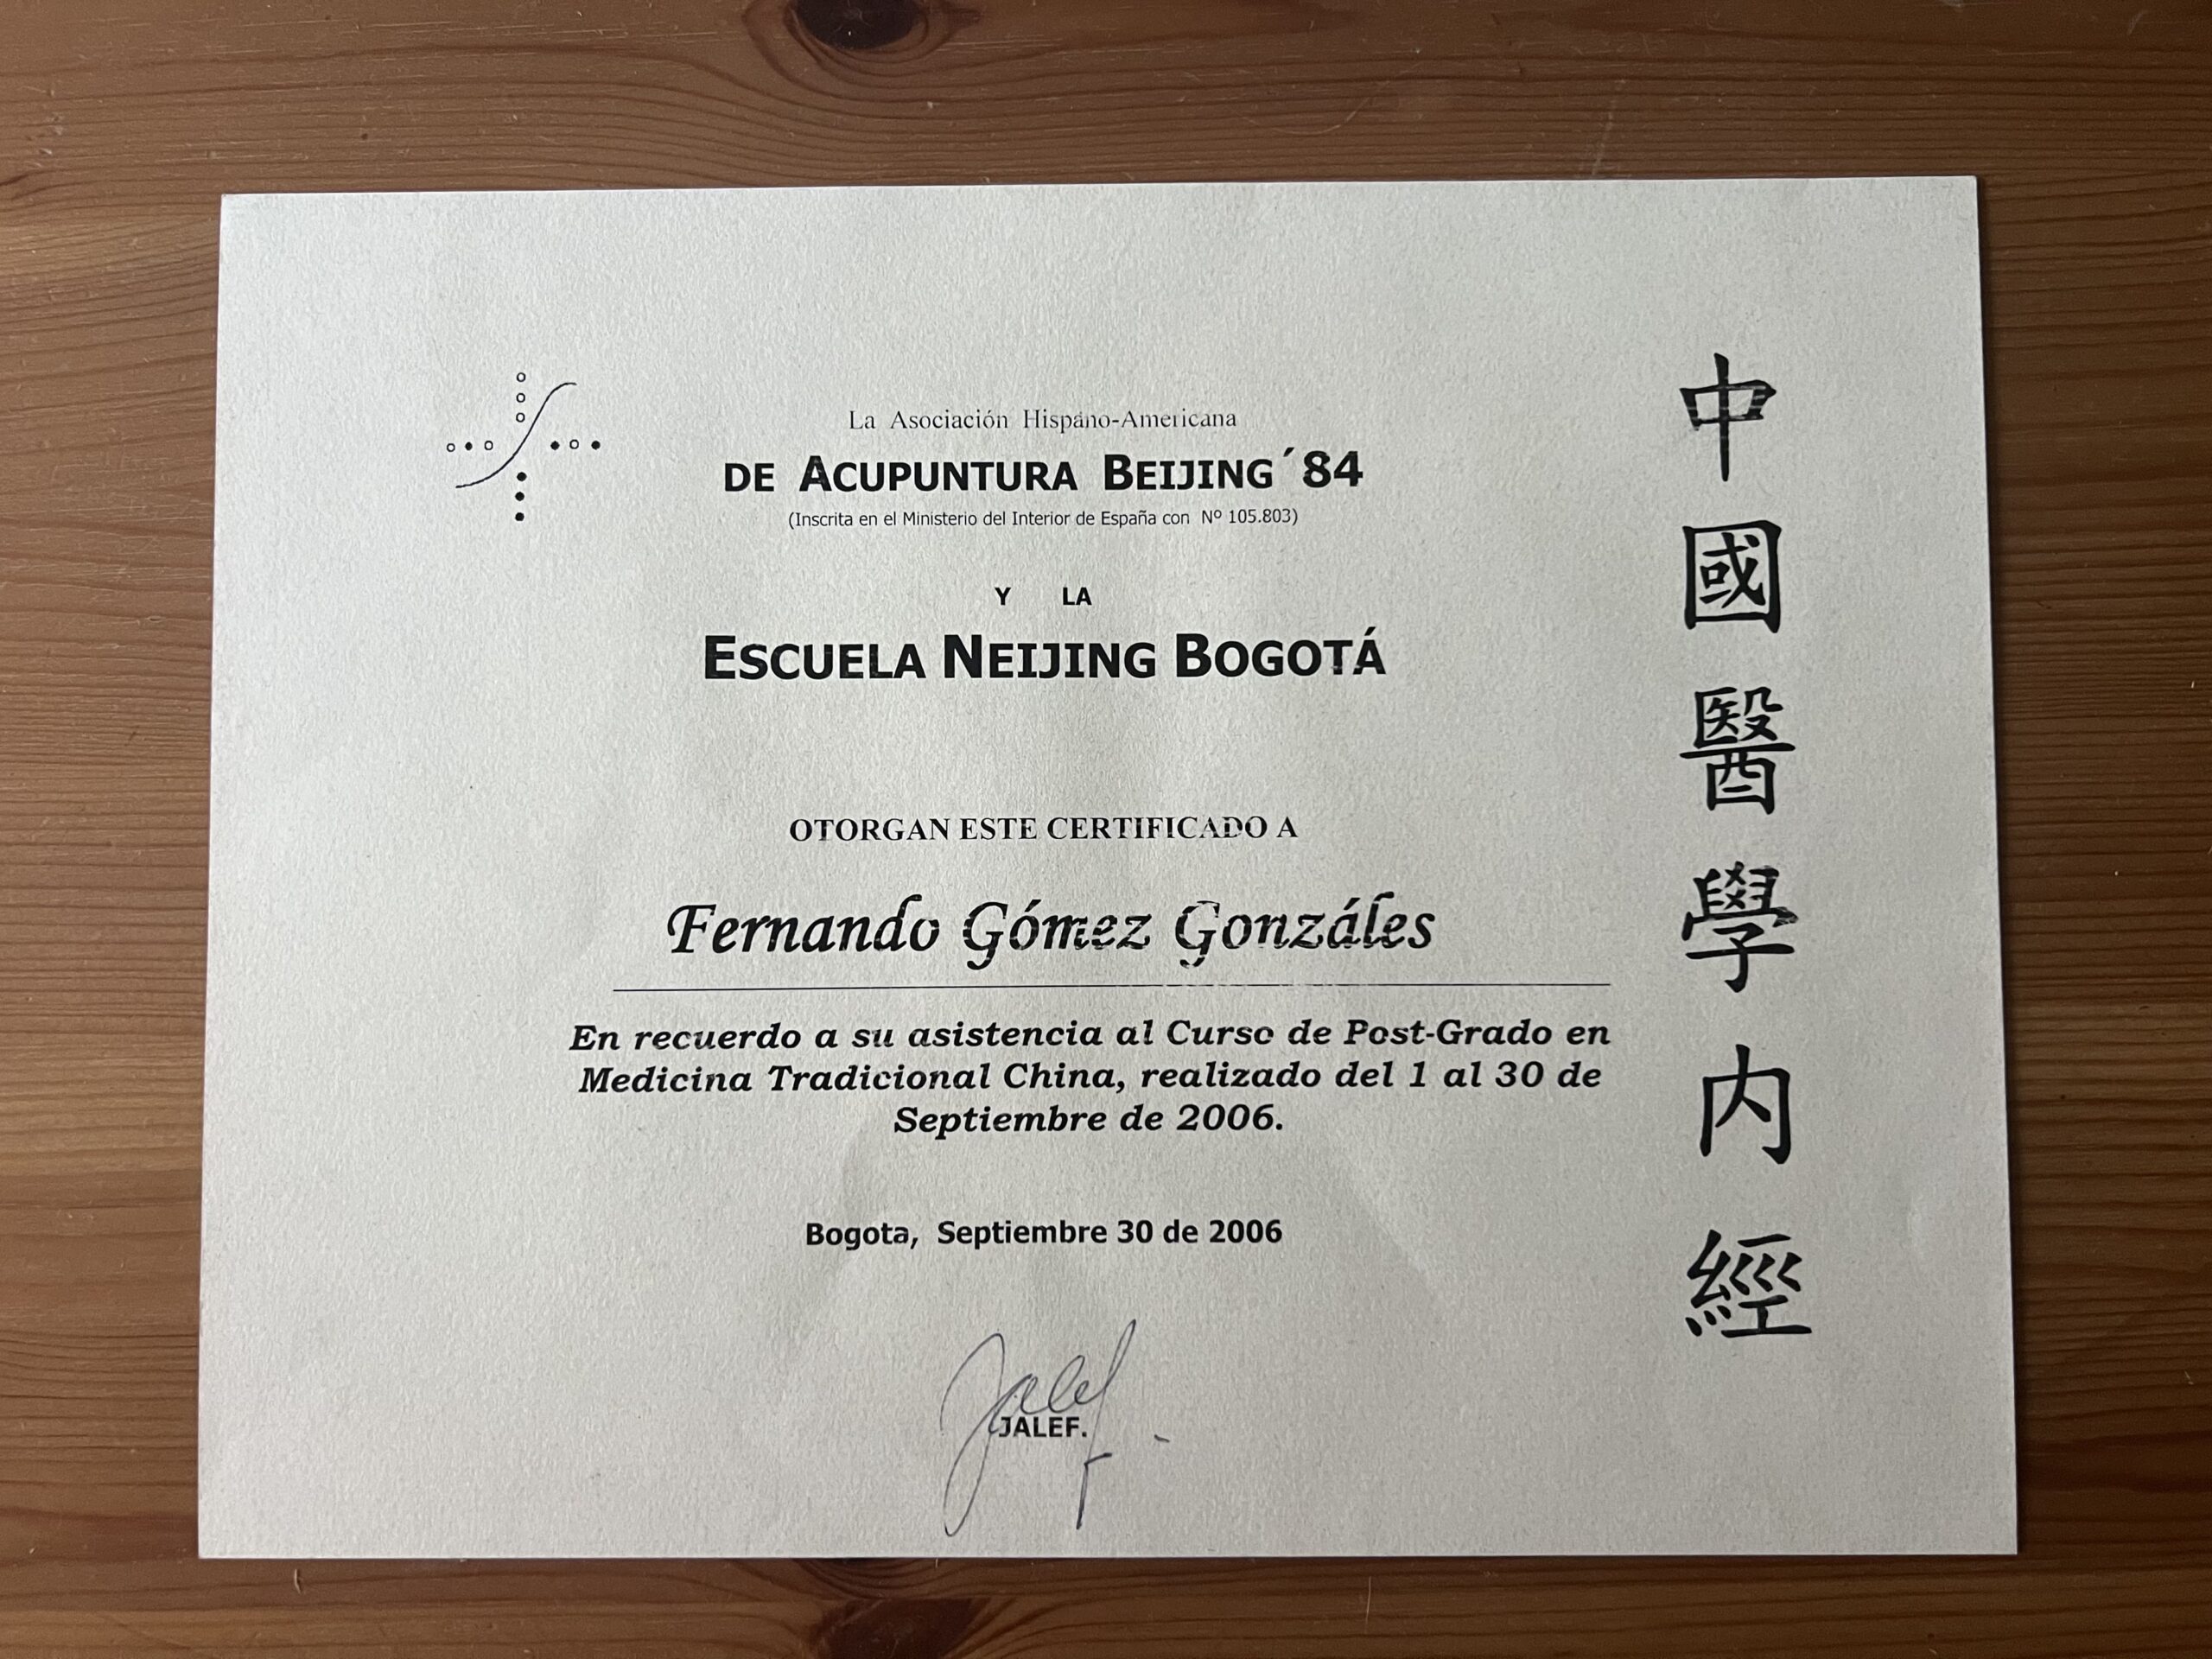 La Asociación Hispano-Americana
DE ACUPUNTURA BEIJING ´84
(Inscrita en el Ministerio del Interior de España con Nº 105.803)
Y LA
ESCUELA NEIJING BOGOTÁ
OTORGAN ESTE CERTIFICADO A
Fernando Gómez Gonzáles
En recuerdo a su asistencia al Curso de Post-Grado en
Medicina Tradicional China, realizado del 1 al 30 de
Septiembre de 2006.
Bogota, Septiembre 30 de 2006
Jalef
JALEF.
中國醫學內經